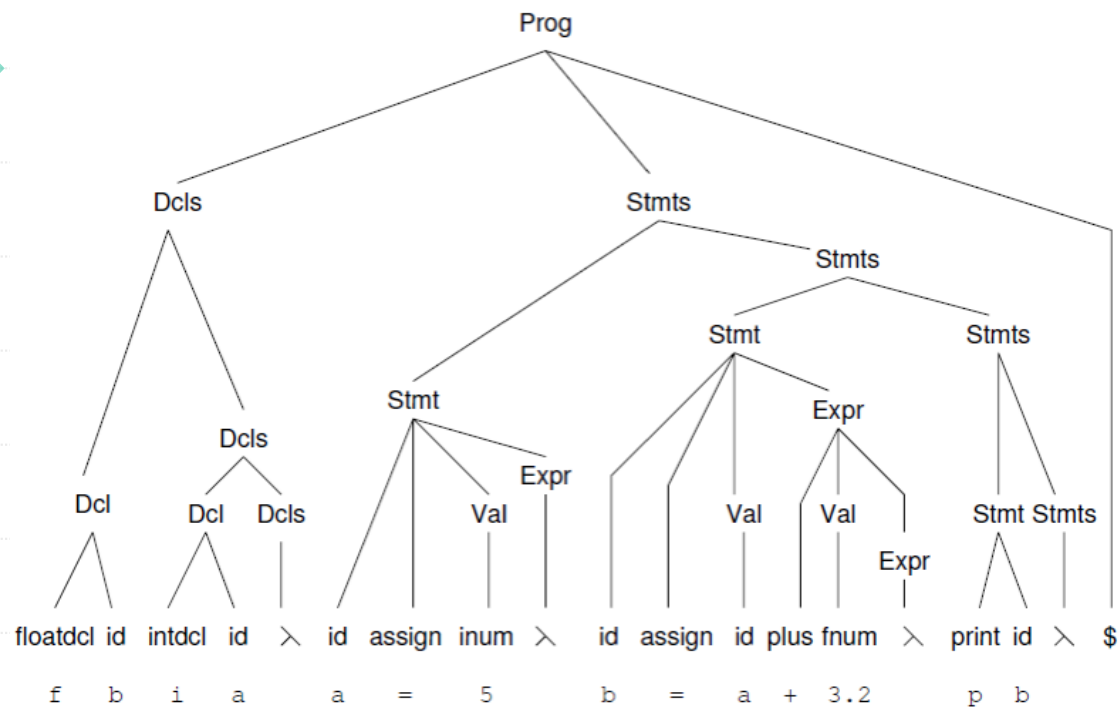 Prog
Dcls Stmts
Stmts
Stmt Stmts
Stmt Expr
Dcls
Expr
Dcl Dcl Dcls Val Val Val Stmt Stmts
Expr
floatdcl id intdcl id λ id assign inum λ id assign id plus fnum λ print id λ $
f b i a a = 5 b = a + 3.2 p b